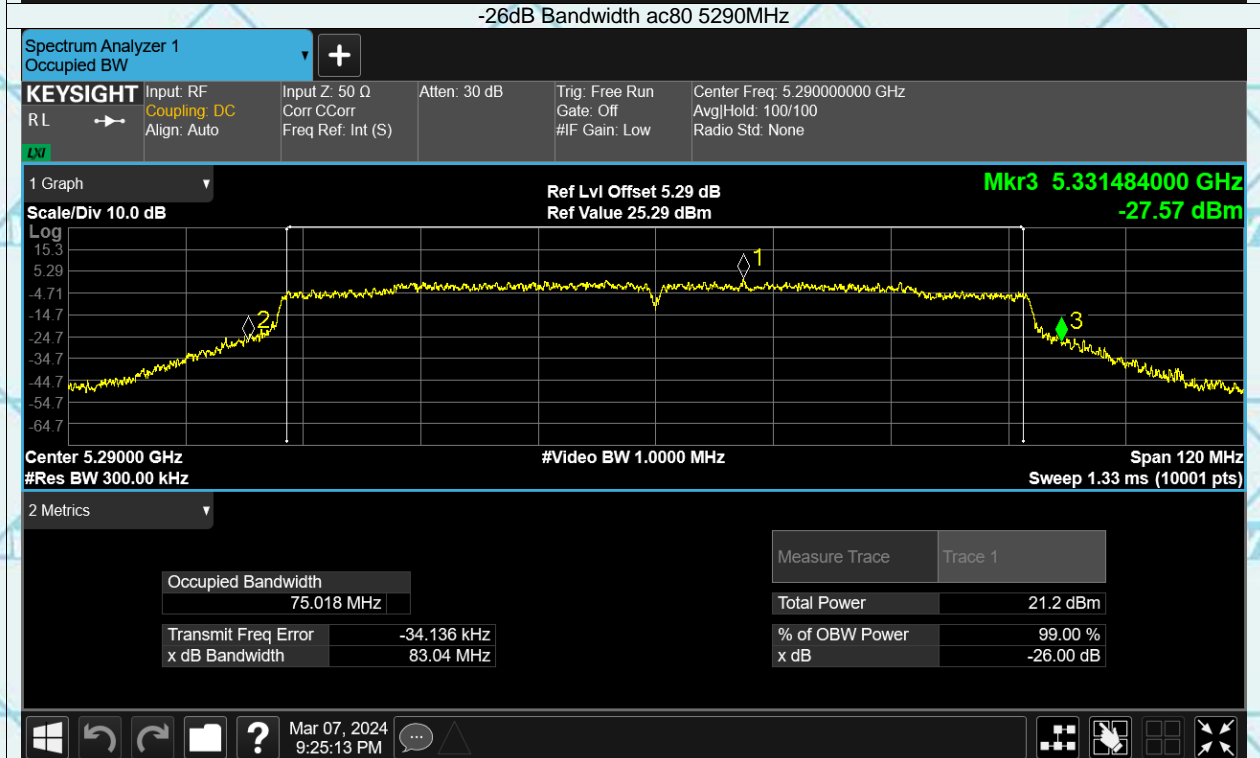 -26dB Bandwidth ac80 5290MHz
Spectrum Analyzer 1
Occupied BW
▼
+
KEYSIGHT
RL
LXI
Input: RF
Coupling: DC
Align: Auto
Input Z: 50 Ω
Corr CCorr
Freq Ref: Int (S)
Atten: 30 dB
Trig: Free Run
Gate: Off
#IF Gain: Low
Center Freq: 5.290000000 GHz
Avg|Hold: 100/100
Radio Std: None
1 Graph ▼
Scale/Div 10.0 dB
Ref Lvl Offset 5.29 dB
Ref Value 25.29 dBm
Mkr3 5.331484000 GHz
-27.57 dBm
Log
15.3
5.29
-4.71
-14.7
-24.7
-34.7
-44.7
-54.7
-64.7
1
2
3
Center 5.29000 GHz
#Res BW 300.00 kHz
#Video BW 1.0000 MHz
Span 120 MHz
Sweep 1.33 ms (10001 pts)
2 Metrics ▼
Measure Trace Trace 1
Occupied Bandwidth
75.018 MHz
Total Power 21.2 dBm
Transmit Freq Error -34.136 kHz
% of OBW Power 99.00 %
x dB Bandwidth 83.04 MHz
x dB -26.00 dB
?
Mar 07, 2024
9:25:13 PM